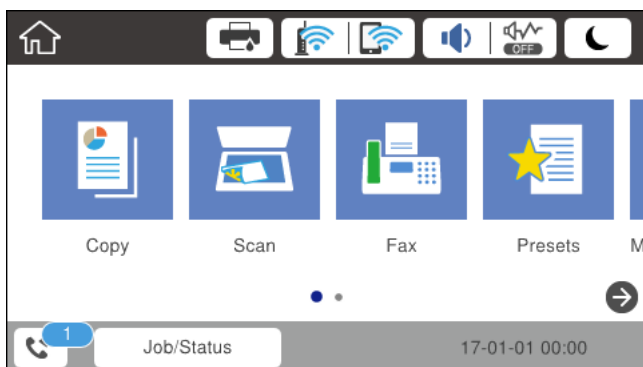 OFF
Copy
Scan
Fax
Presets
M
1
Job/Status
17-01-01 00:00